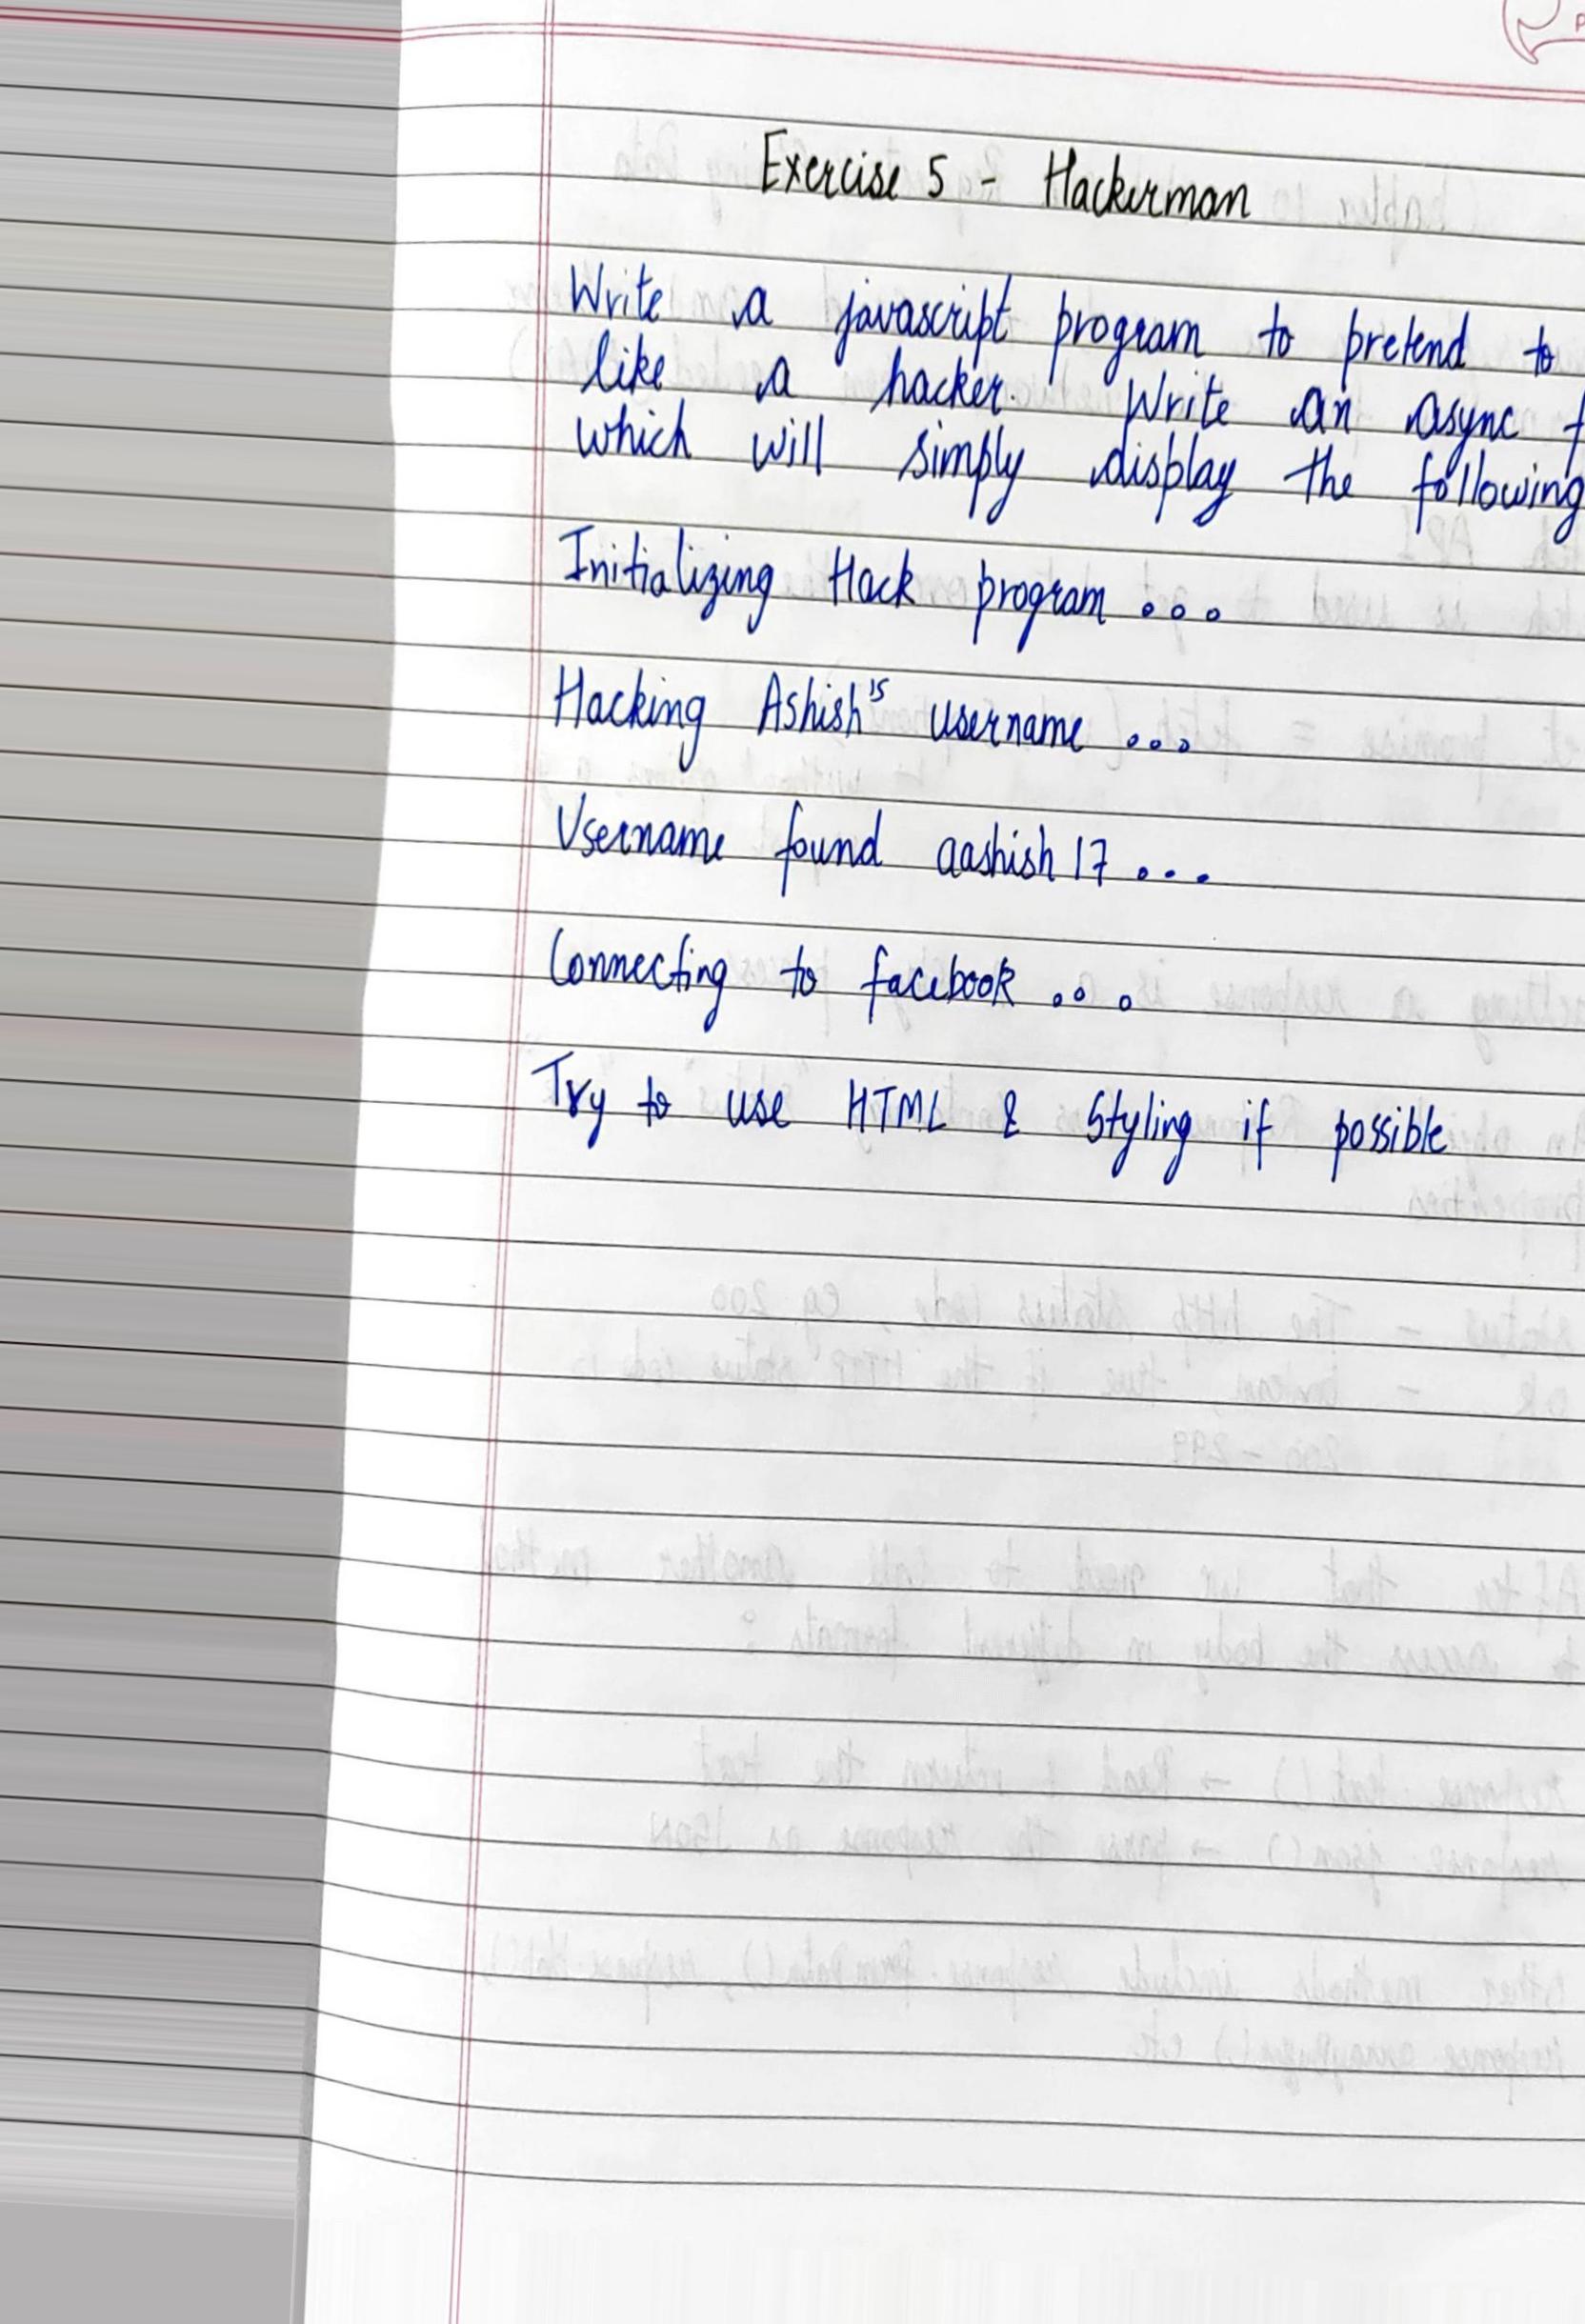 Exercise 5 - Hackerman
Write a javascript program to pretend to
like a hacker. Write an async
which will simply display the following
Initializing Hack program ...
Hacking Ashish's username ...
Username found aashish17 ...
Connecting to facebook ...
Try to use HTML & Styling if possible